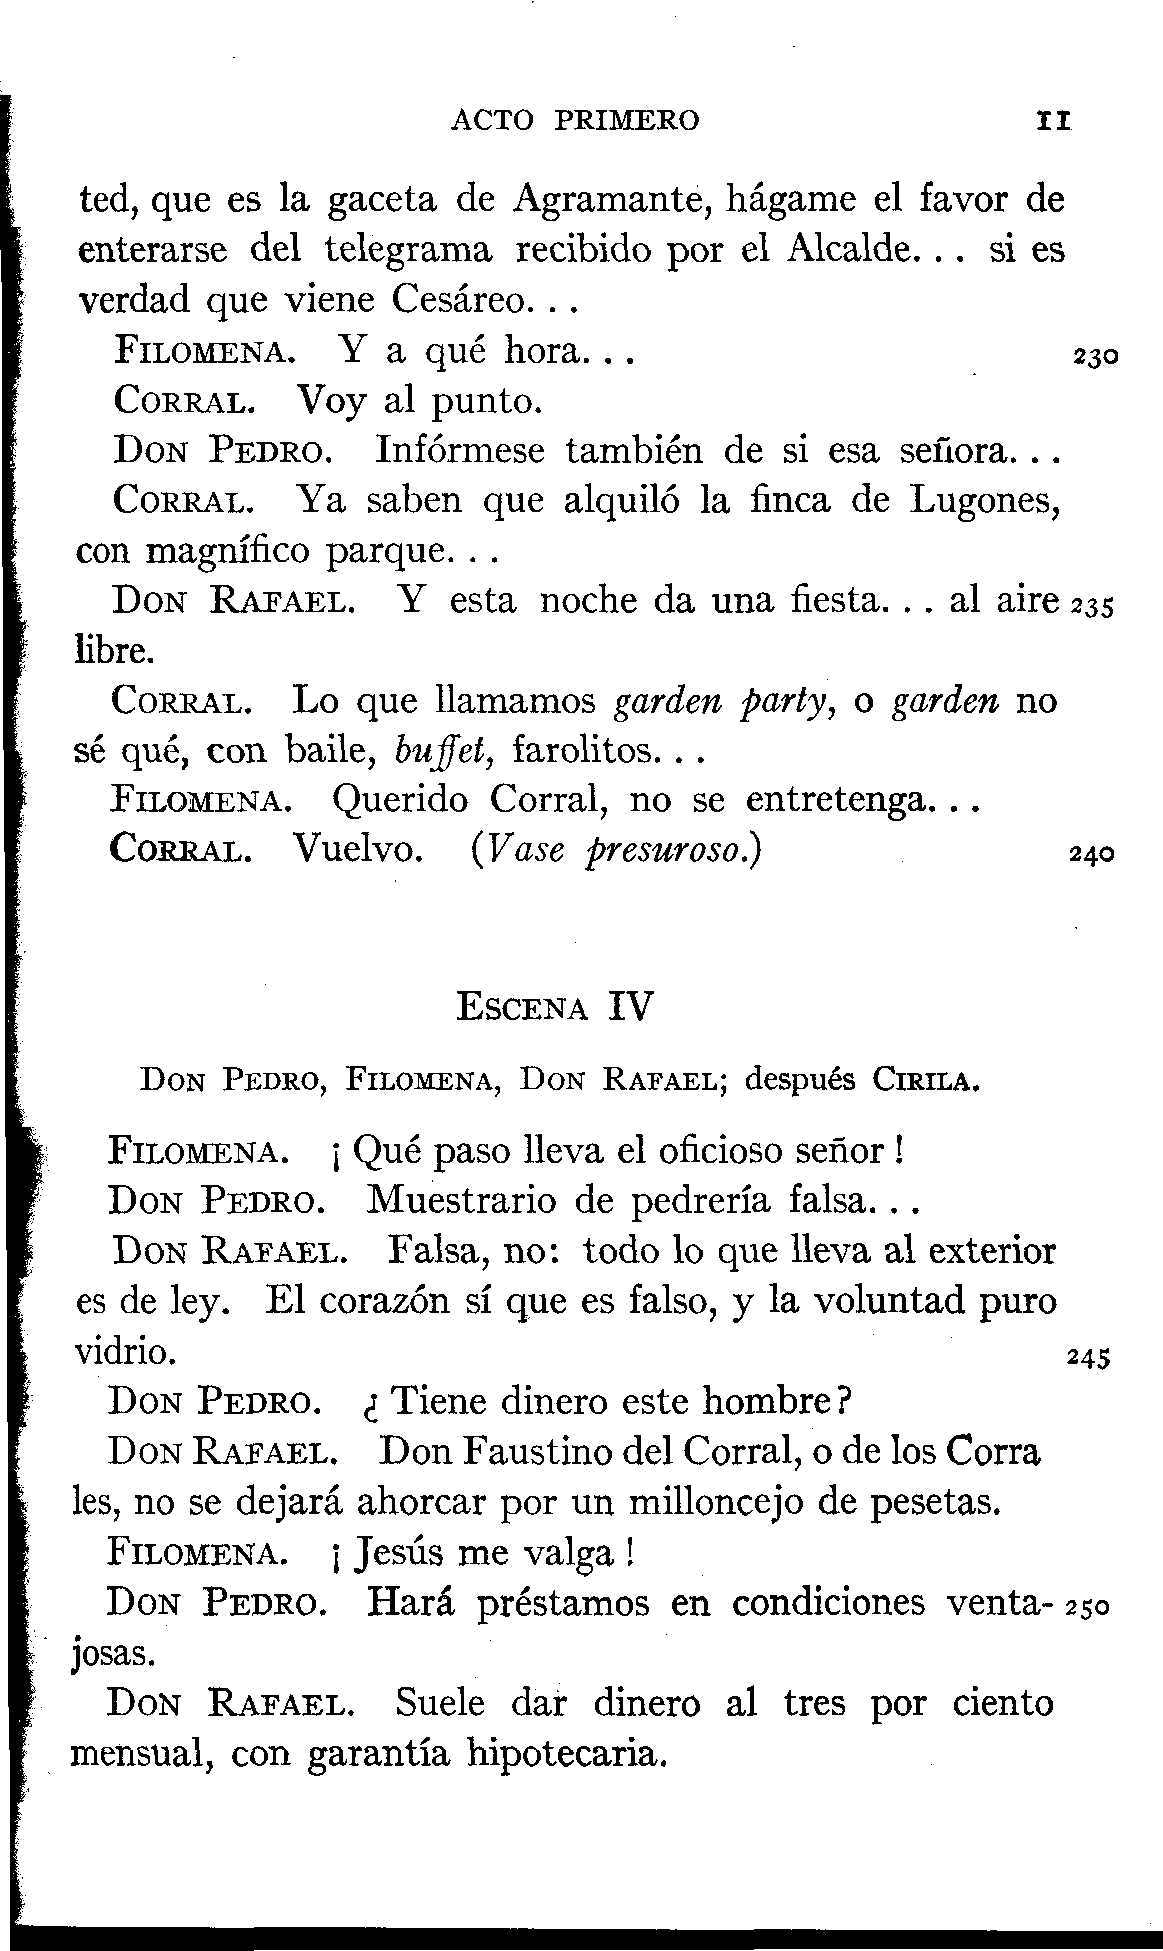 ACTO PRIMERO 11
ted, que es la gaceta de Agramante, hágame el favor de
enterarse del telegrama recibido por el Alcalde. . . si es
verdad que viene Cesáreo. . .
FILOMENA. Y a qué hora. . . 230
CORRAL. Voy al punto.
DON PEDRO. Infórmese también de si esa señora. . .
CORRAL. Ya saben que alquiló la finca de Lugones,
con magnífico parque. . .
DON RAFAEL. Y esta noche da una fiesta. . . al aire 235
libre.
CORRAL. Lo que llamamos garden party, o garden no
sé qué, con baile, buffet, farolitos. . .
FILOMENA. Querido Corral, no se entretenga. . .
CORRAL. Vuelvo. (Vase presuroso.) 240
ESCENA IV
DON PEDRO, FILOMENA, DON RAFAEL; después CIRILA.
FILOMENA. ¡ Qué paso lleva el oficioso señor !
DON PEDRO. Muestrario de pedrería falsa. . .
DON RAFAEL. Falsa, no: todo lo que lleva al exterior
es de ley. El corazón sí que es falso, y la voluntad puro
vidrio. 245
DON PEDRO. ¿ Tiene dinero este hombre?
DON RAFAEL. Don Faustino del Corral, o de los Corra
les, no se dejará ahorcar por un milloncejo de pesetas.
FILOMENA. ¡ Jesús me valga !
DON PEDRO. Hará préstamos en condiciones venta- 250
josas.
DON RAFAEL. Suele dar dinero al tres por ciento
mensual, con garantía hipotecaria.